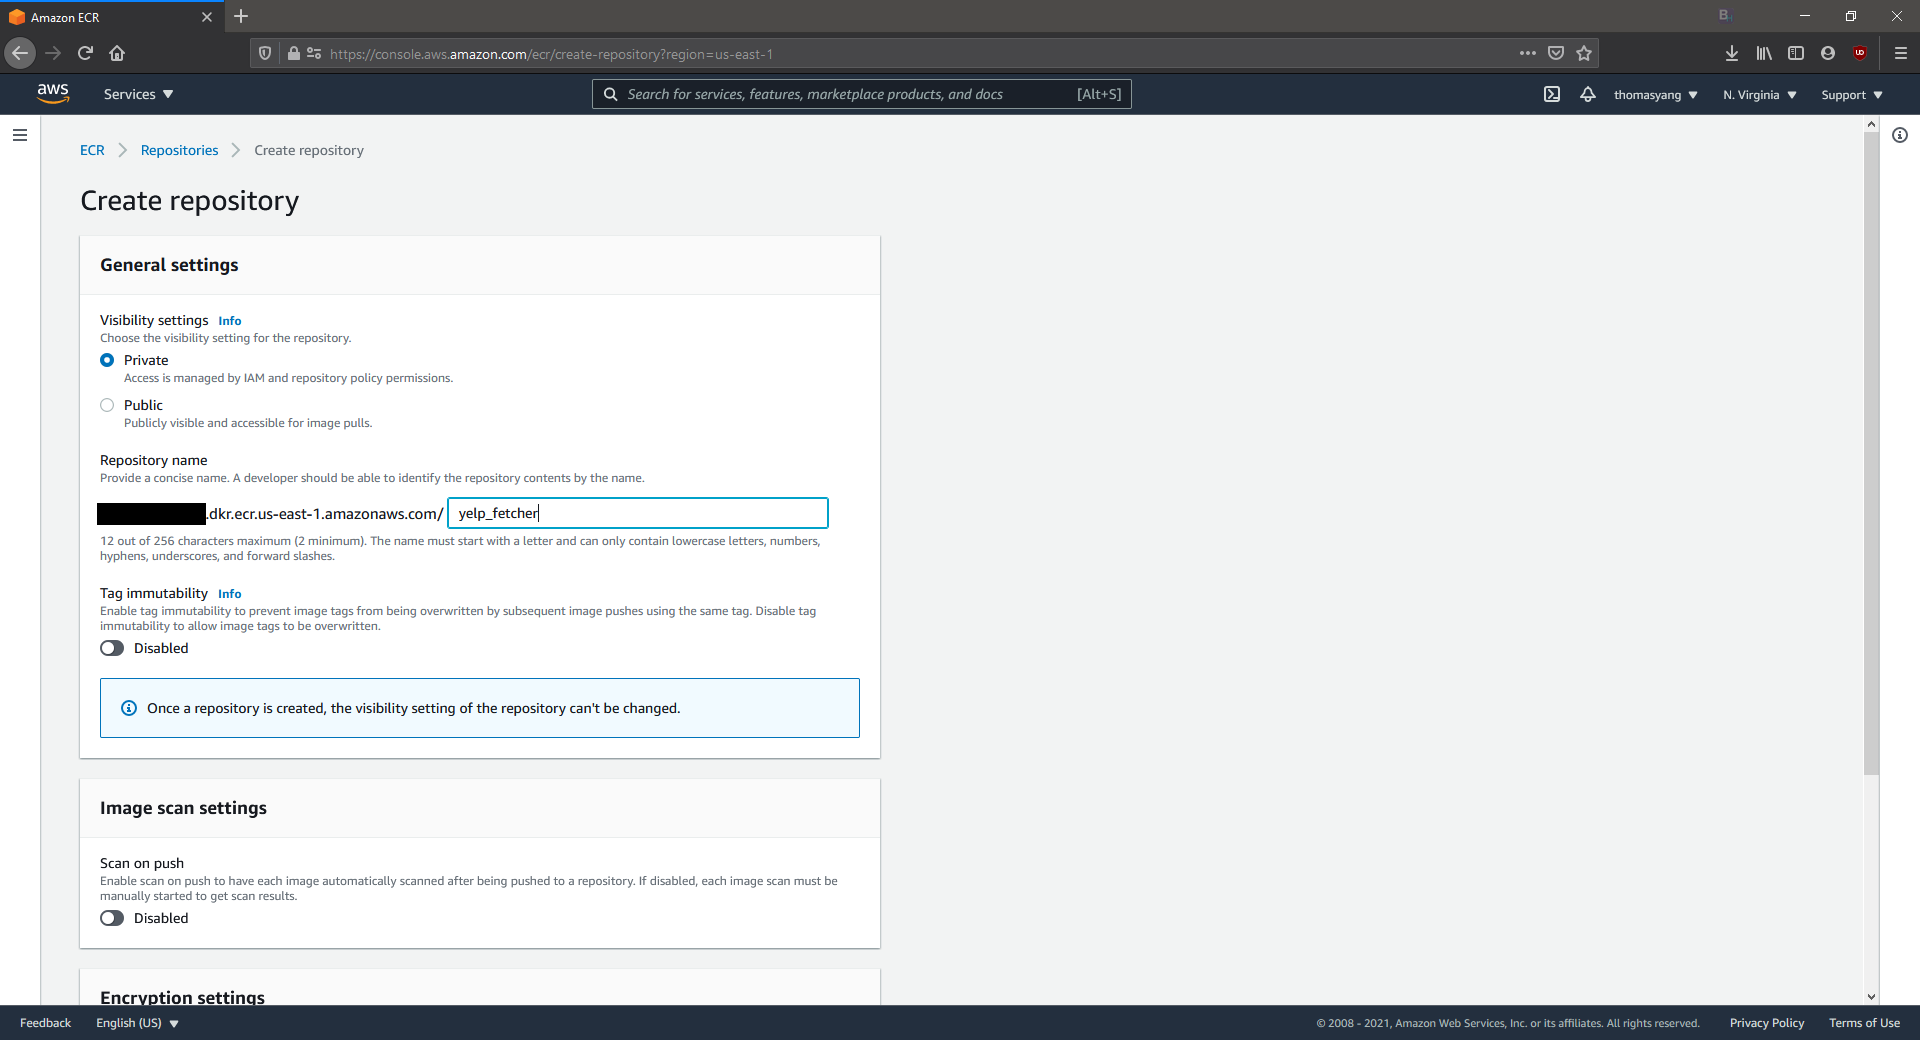 Amazon ECR
https://console.aws.amazon.com/ecr/create-repository?region=us-east-1
aws
Services
Search for services, features, marketplace products, and docs [Alt+S]
thomasyang
N. Virginia
Support
ECR
Repositories
Create repository
Create repository
General settings
Visibility settings Info
Choose the visibility setting for the repository.
Private
Access is managed by IAM and repository policy permissions.
Public
Publicly visible and accessible for image pulls.
Repository name
Provide a concise name. A developer should be able to identify the repository contents by the name.
.dkr.ecr.us-east-1.amazonaws.com/ yelp_fetcher
12 out of 256 characters maximum (2 minimum). The name must start with a letter and can only contain lowercase letters, numbers,
hyphens, underscores, and forward slashes.
Tag immutability Info
Enable tag immutability to prevent image tags from being overwritten by subsequent image pushes using the same tag. Disable tag
immutability to allow image tags to be overwritten.
Disabled
Once a repository is created, the visibility setting of the repository can't be changed.
Image scan settings
Scan on push
Enable scan on push to have each image automatically scanned after being pushed to a repository. If disabled, each image scan must be
manually started to get scan results.
Disabled
Encryption settings
Feedback
English (US)
© 2008 - 2021, Amazon Web Services, Inc. or its affiliates. All rights reserved.
Privacy Policy
Terms of Use